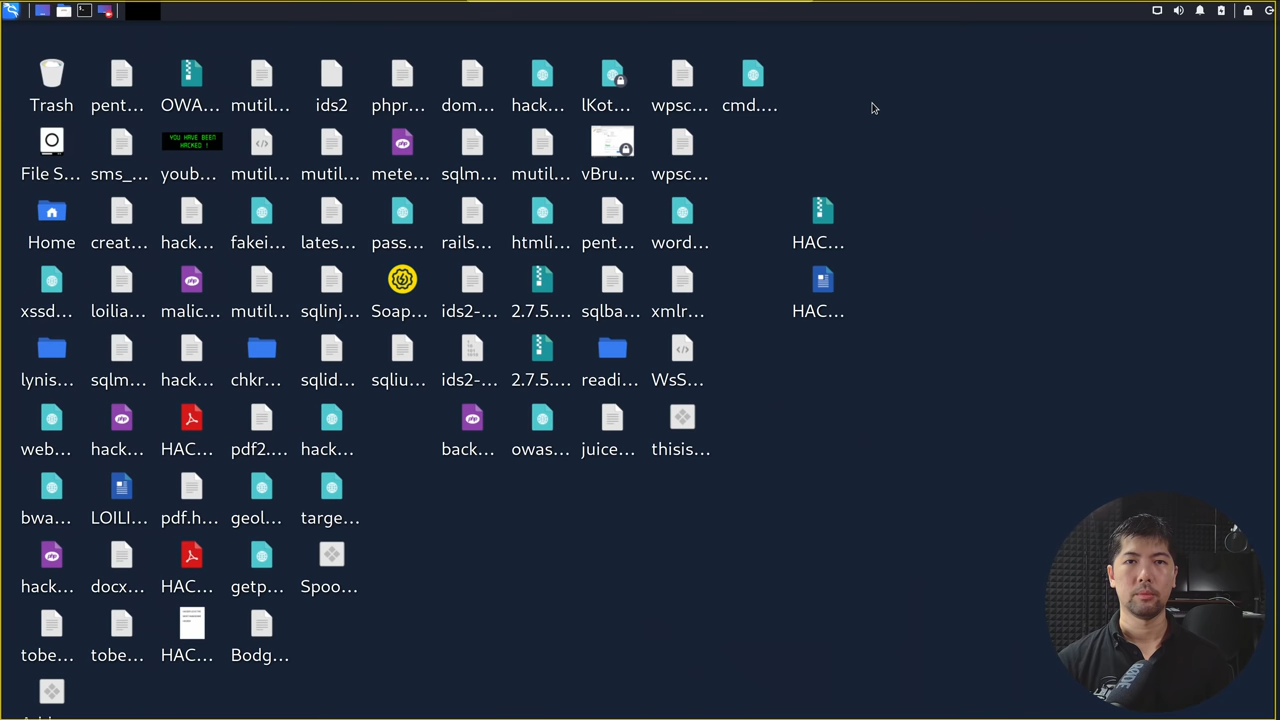 Trash pent... OWA... mutil... ids2 phpr... dom... hack... lKot... wpsc... cmd....
YOU HAVE BEEN
HACKED !
File S... sms_... youb... mutil... mutil... mete... sqlm... mutil... vBru... wpsc...
Home creat... hack... fakei... lates... pass... rails... htmli... pent... word... HAC...
xssd... loilia... malic... mutil... sqlinj... Soap... ids2-... 2.7.5.... sqlba... xmlr... HAC...
lynis... sqlm... hack... chkr... sqlid... sqliu... ids2-... 2.7.5.... readi... WsS...
web... hack... HAC... pdf2.... hack... back... owas... juice... thisis...
bwa... LOILI... pdf.h... geol... targe...
hack... docx... HAC... getp... Spoo...
tobe... tobe... HAC... Bodg...
RØDE